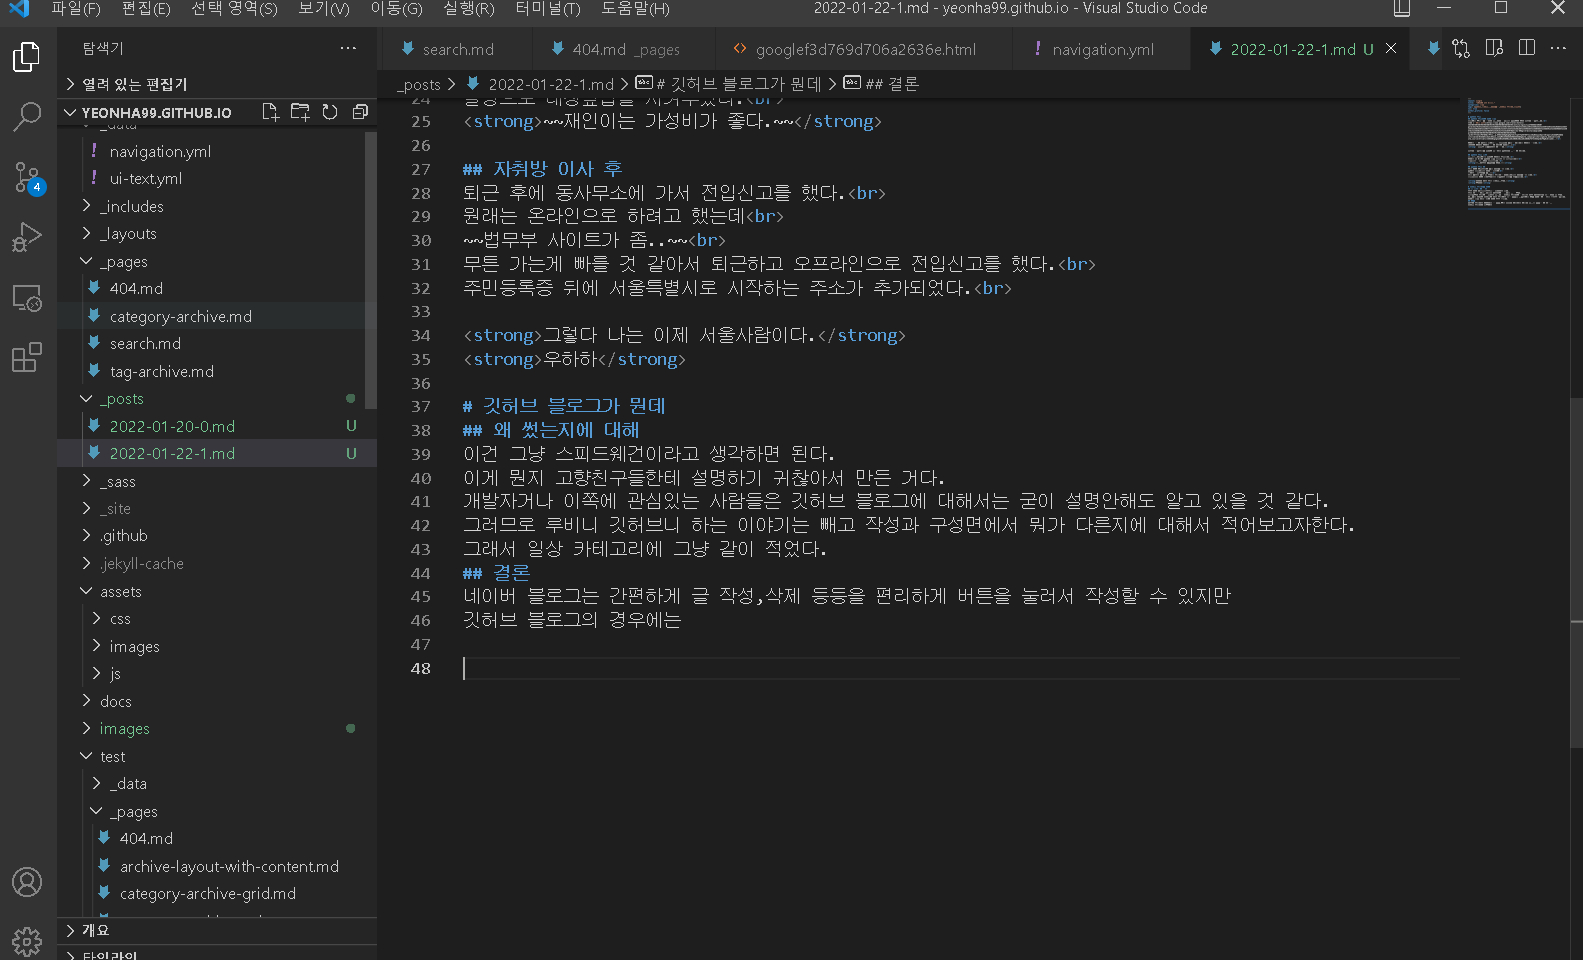 파일(F) 편집(E) 선택 영역(S) 보기(V) 이동(G) 실행(R) 터미널(T) 도움말(H)
2022-01-22-1.md - yeonha99.github.io - Visual Studio Code
탐색기
search.md
404.md _pages
googlef3d769d706a2636e.html
navigation.yml
2022-01-22-1.md U
열려 있는 편집기
_posts > 2022-01-22-1.md > # 깃허브 블로그가 뭔데 > ## 결론
YEONHA99.GITHUB.IO
_data
navigation.yml
ui-text.yml
_includes
_layouts
_pages
404.md
category-archive.md
search.md
tag-archive.md
_posts
2022-01-20-0.md U
2022-01-22-1.md U
_sass
_site
.github
.jekyll-cache
assets
css
images
js
docs
images
test
_data
_pages
404.md
archive-layout-with-content.md
category-archive-grid.md
개요
타임라인
4
24
25 <strong>~~재인이는 가성비가 좋다.~~</strong>
26
27 ## 자취방 이사 후
28 퇴근 후에 동사무소에 가서 전입신고를 했다.<br>
29 원래는 온라인으로 하려고 했는데<br>
30 ~~법무부 사이트가 좀..~~<br>
31 무튼 가는게 빠를 것 같아서 퇴근하고 오프라인으로 전입신고를 했다.<br>
32 주민등록증 뒤에 서울특별시로 시작하는 주소가 추가되었다.<br>
33
34 <strong>그렇다 나는 이제 서울사람이다.</strong>
35 <strong>우하하</strong>
36
37 # 깃허브 블로그가 뭔데
38 ## 왜 썼는지에 대해
39 이건 그냥 스피드웨건이라고 생각하면 된다.
40 이게 뭔지 고향친구들한테 설명하기 귀찮아서 만든 거다.
41 개발자거나 이쪽에 관심있는 사람들은 깃허브 블로그에 대해서는 굳이 설명안해도 알고 있을 것 같다.
42 그러므로 루비니 깃허브니 하는 이야기는 빼고 작성과 구성면에서 뭐가 다른지에 대해서 적어보고자한다.
43 그래서 일상 카테고리에 그냥 같이 적었다.
44 ## 결론
45 네이버 블로그는 간편하게 글 작성,삭제 등등을 편리하게 버튼을 눌러서 작성할 수 있지만
46 깃허브 블로그의 경우에는
47
48